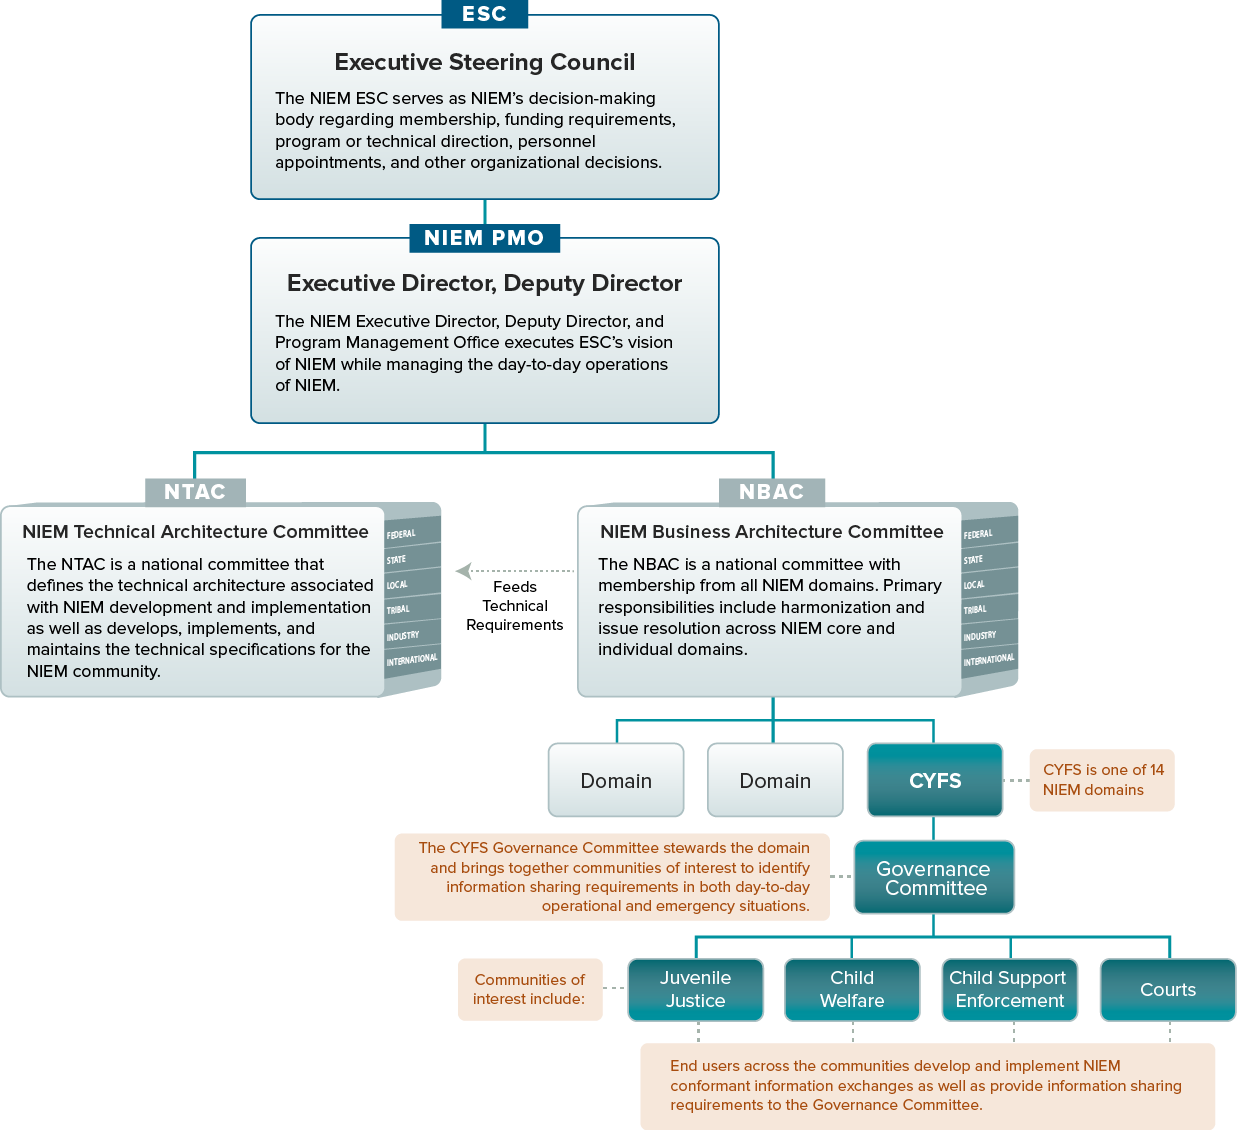 ESC
Executive Steering Council
The NIEM ESC serves as NIEM’s decision-making
body regarding membership, funding requirements,
program or technical direction, personnel
appointments, and other organizational decisions.
NIEM PMO
Executive Director, Deputy Director
The NIEM Executive Director, Deputy Director, and
Program Management Office executes ESC’s vision
of NIEM while managing the day-to-day operations
of NIEM.
NTAC
NIEM Technical Architecture Committee
The NTAC is a national committee that
defines the technical architecture associated
with NIEM development and implementation
as well as develops, implements, and
maintains the technical specifications for the
NIEM community.
FEDERAL
STATE
LOCAL
TRIBAL
INDUSTRY
INTERNATIONAL
Feeds
Technical
Requirements
NBAC
NIEM Business Architecture Committee
The NBAC is a national committee with
membership from all NIEM domains. Primary
responsibilities include harmonization and
issue resolution across NIEM core and
individual domains.
FEDERAL
STATE
LOCAL
TRIBAL
INDUSTRY
INTERNATIONAL
Domain
Domain
CYFS
CYFS is one of 14
NIEM domains
The CYFS Governance Committee stewards the domain
and brings together communities of interest to identify
information sharing requirements in both day-to-day
operational and emergency situations.
Governance
Committee
Communities of
interest include:
Juvenile
Justice
Child
Welfare
Child Support
Enforcement
Courts
End users across the communities develop and implement NIEM
conformant information exchanges as well as provide information sharing
requirements to the Governance Committee.